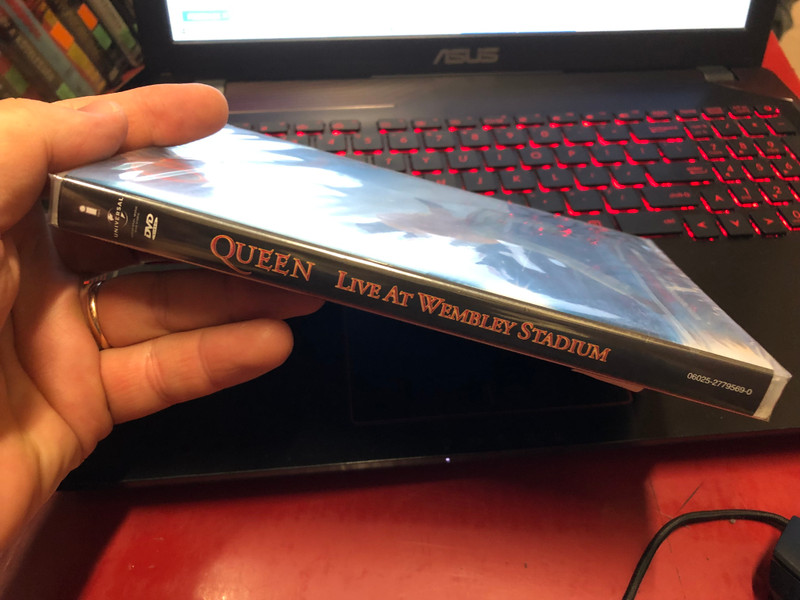 ASUS
UNIVERSAL
DVD
QUEEN LIVE AT WEMBLEY STADIUM
06025-2779569-0